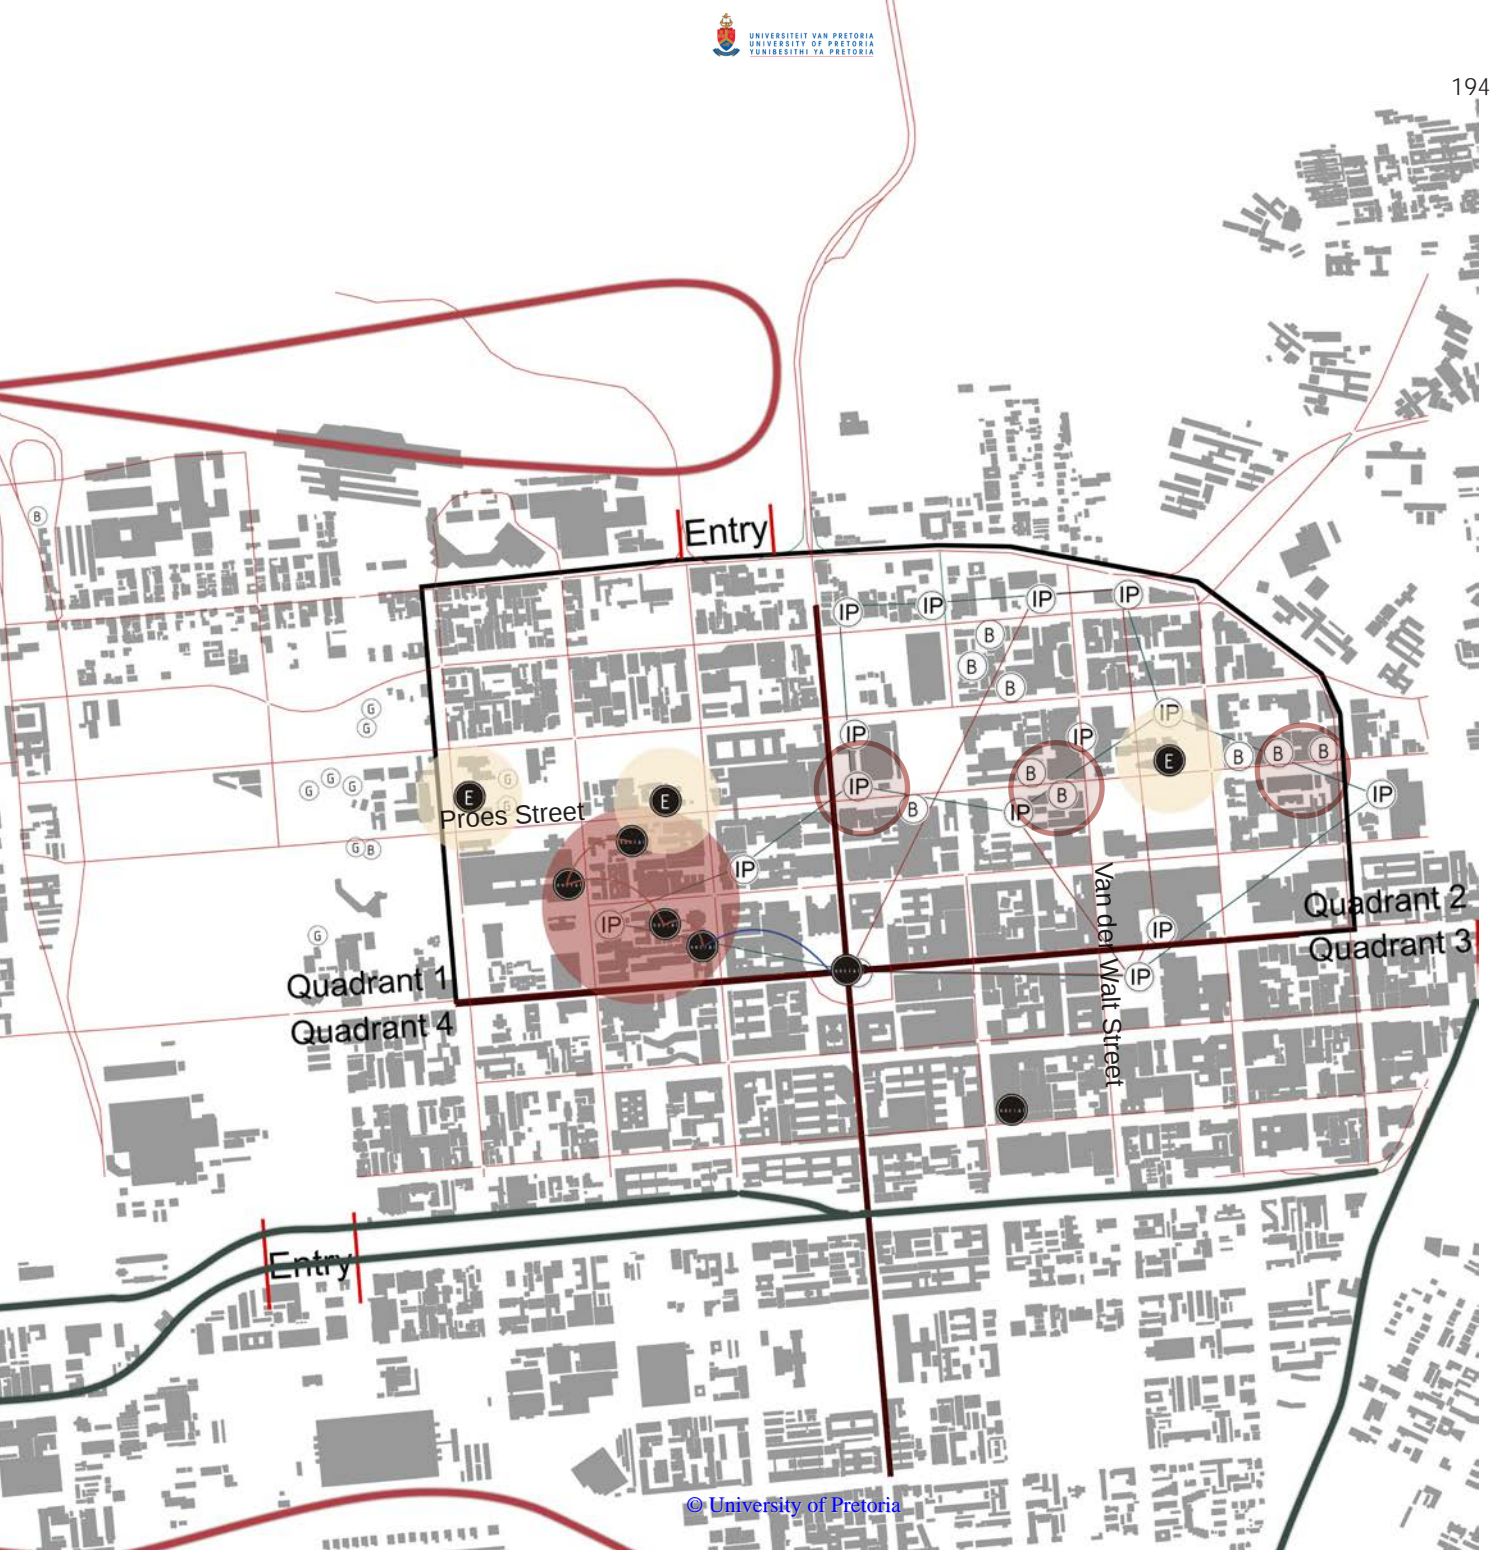 UNIVERSITEIT VAN PRETORIA
UNIVERSITY OF PRETORIA
YUNIBESITHI YA PRETORIA
194
B
Entry
IP
IP
IP
IP
B
B
B
G
G
IP
IP
IP
B
B
B
G
G
G
G
E
G
E
E
Proes Street
IP
B
B
IP
B
IP
G
B
IP
IP
IP
G
Van der Walt Street
Quadrant 2
Quadrant 3
Quadrant 1
Quadrant 4
IP
Entry
© University of Pretoria